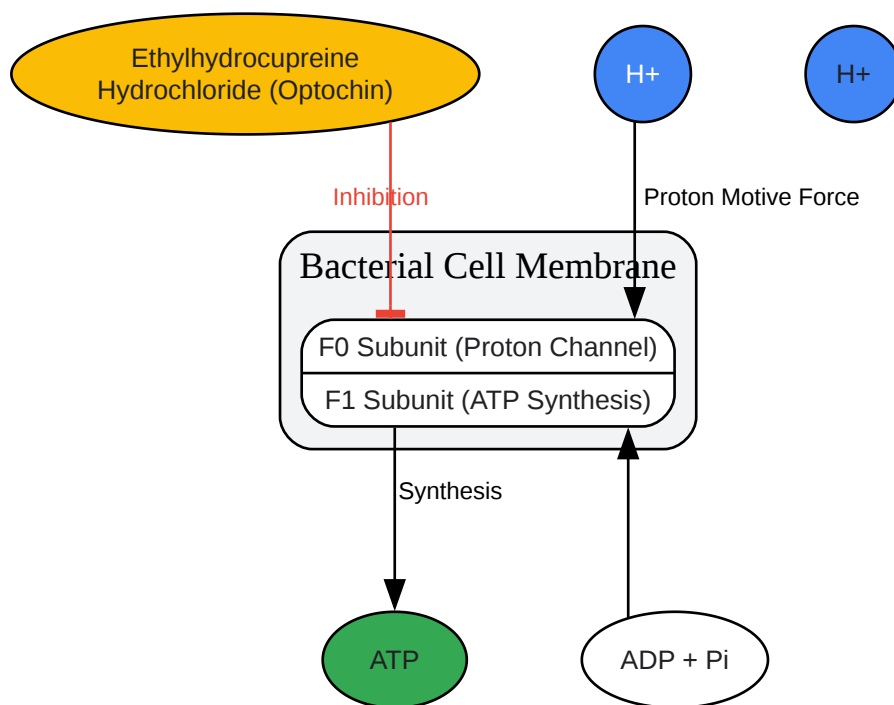 Ethylhydrocupreine
Hydrochloride (Optochin)
H+
H+
Inhibition
Proton Motive Force
Bacterial Cell Membrane
F0 Subunit (Proton Channel)
F1 Subunit (ATP Synthesis)
Synthesis
ATP
ADP + Pi